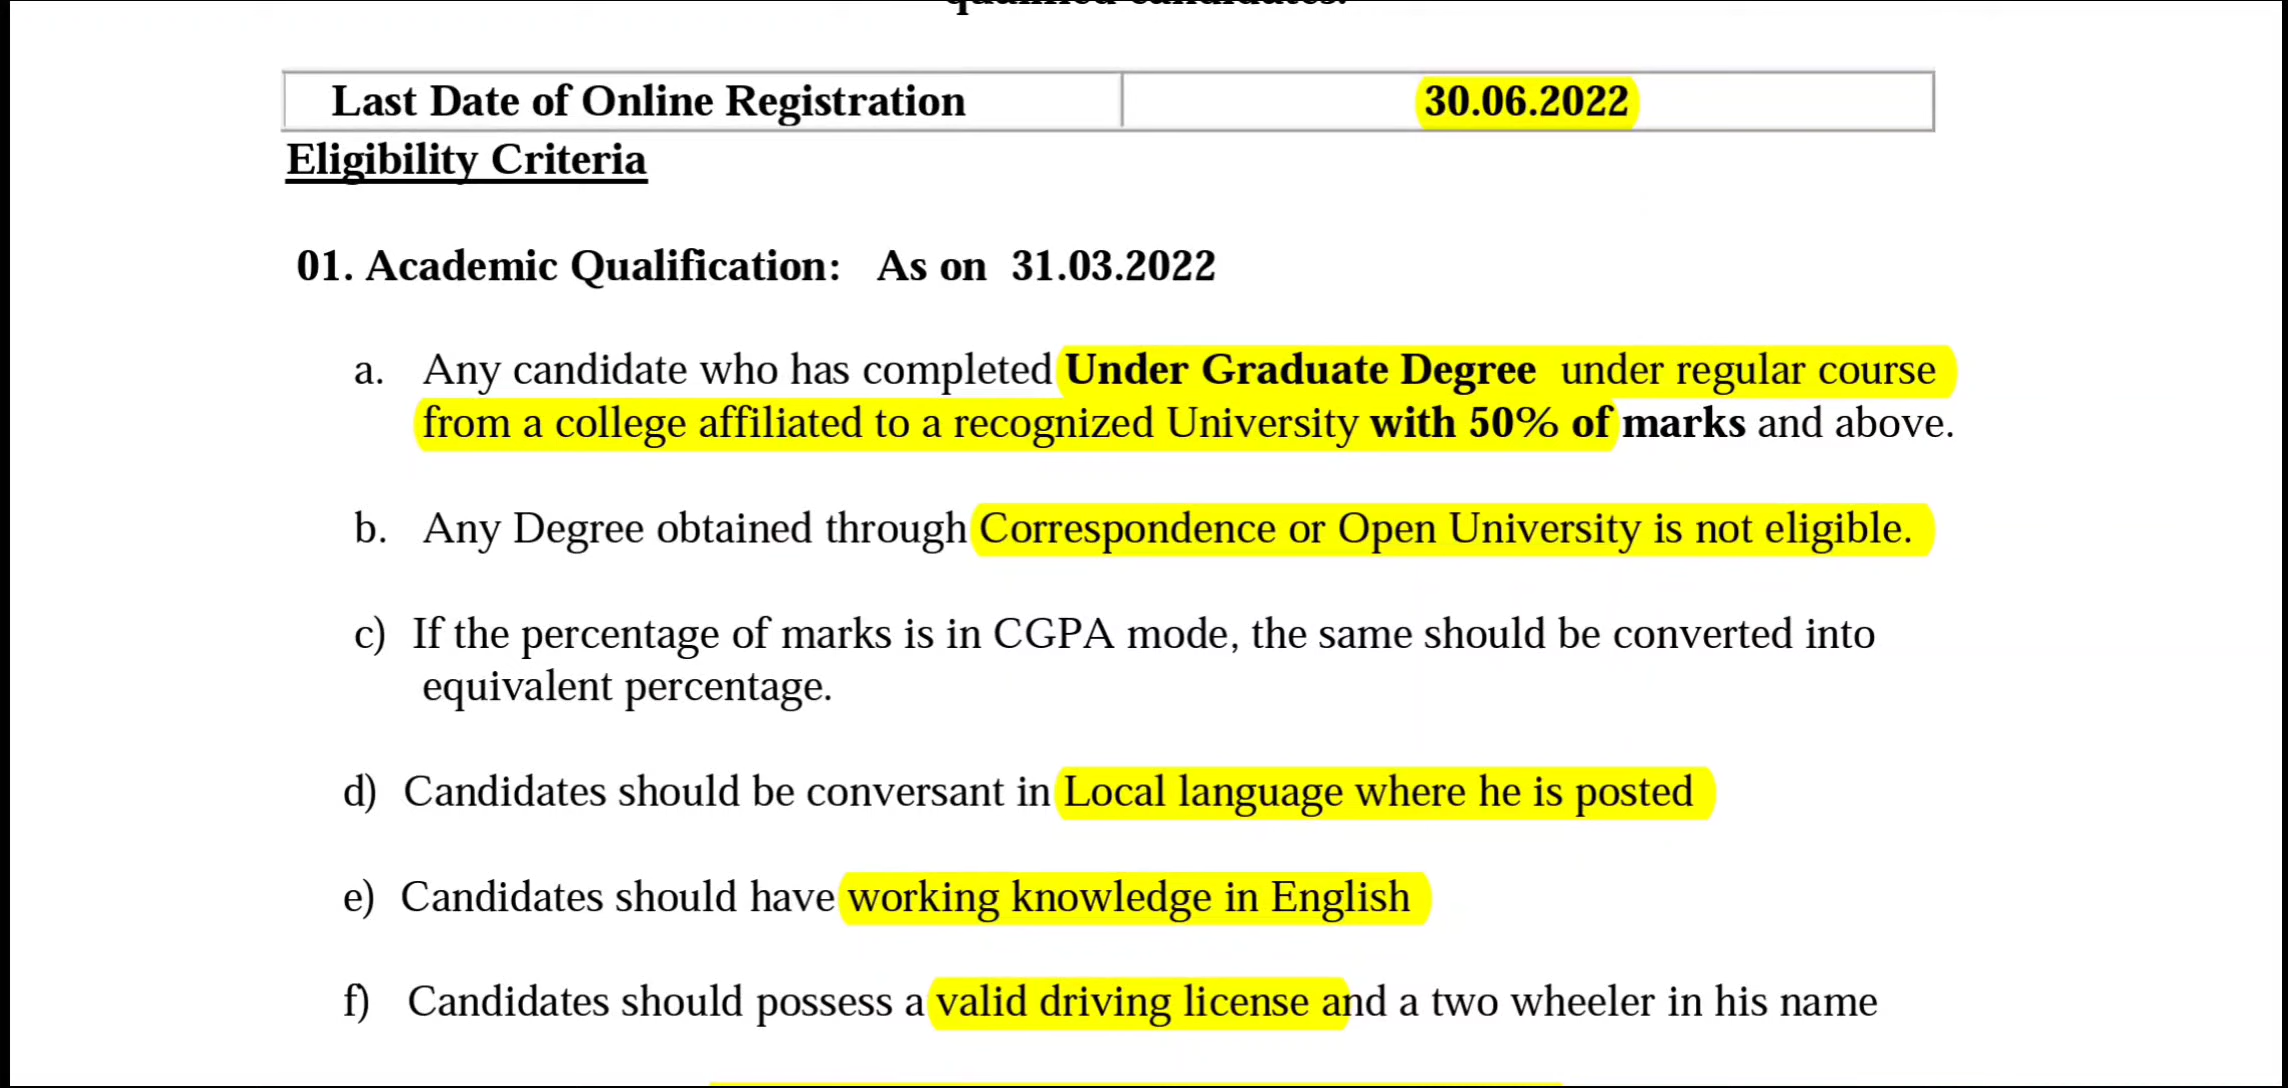 qualified candidates.
Last Date of Online Registration 30.06.2022
Eligibility Criteria
01. Academic Qualification: As on 31.03.2022
a. Any candidate who has completed Under Graduate Degree under regular course
from a college affiliated to a recognized University with 50% of marks and above.
b. Any Degree obtained through Correspondence or Open University is not eligible.
c) If the percentage of marks is in CGPA mode, the same should be converted into
equivalent percentage.
d) Candidates should be conversant in Local language where he is posted
e) Candidates should have working knowledge in English
f) Candidates should possess a valid driving license and a two wheeler in his name